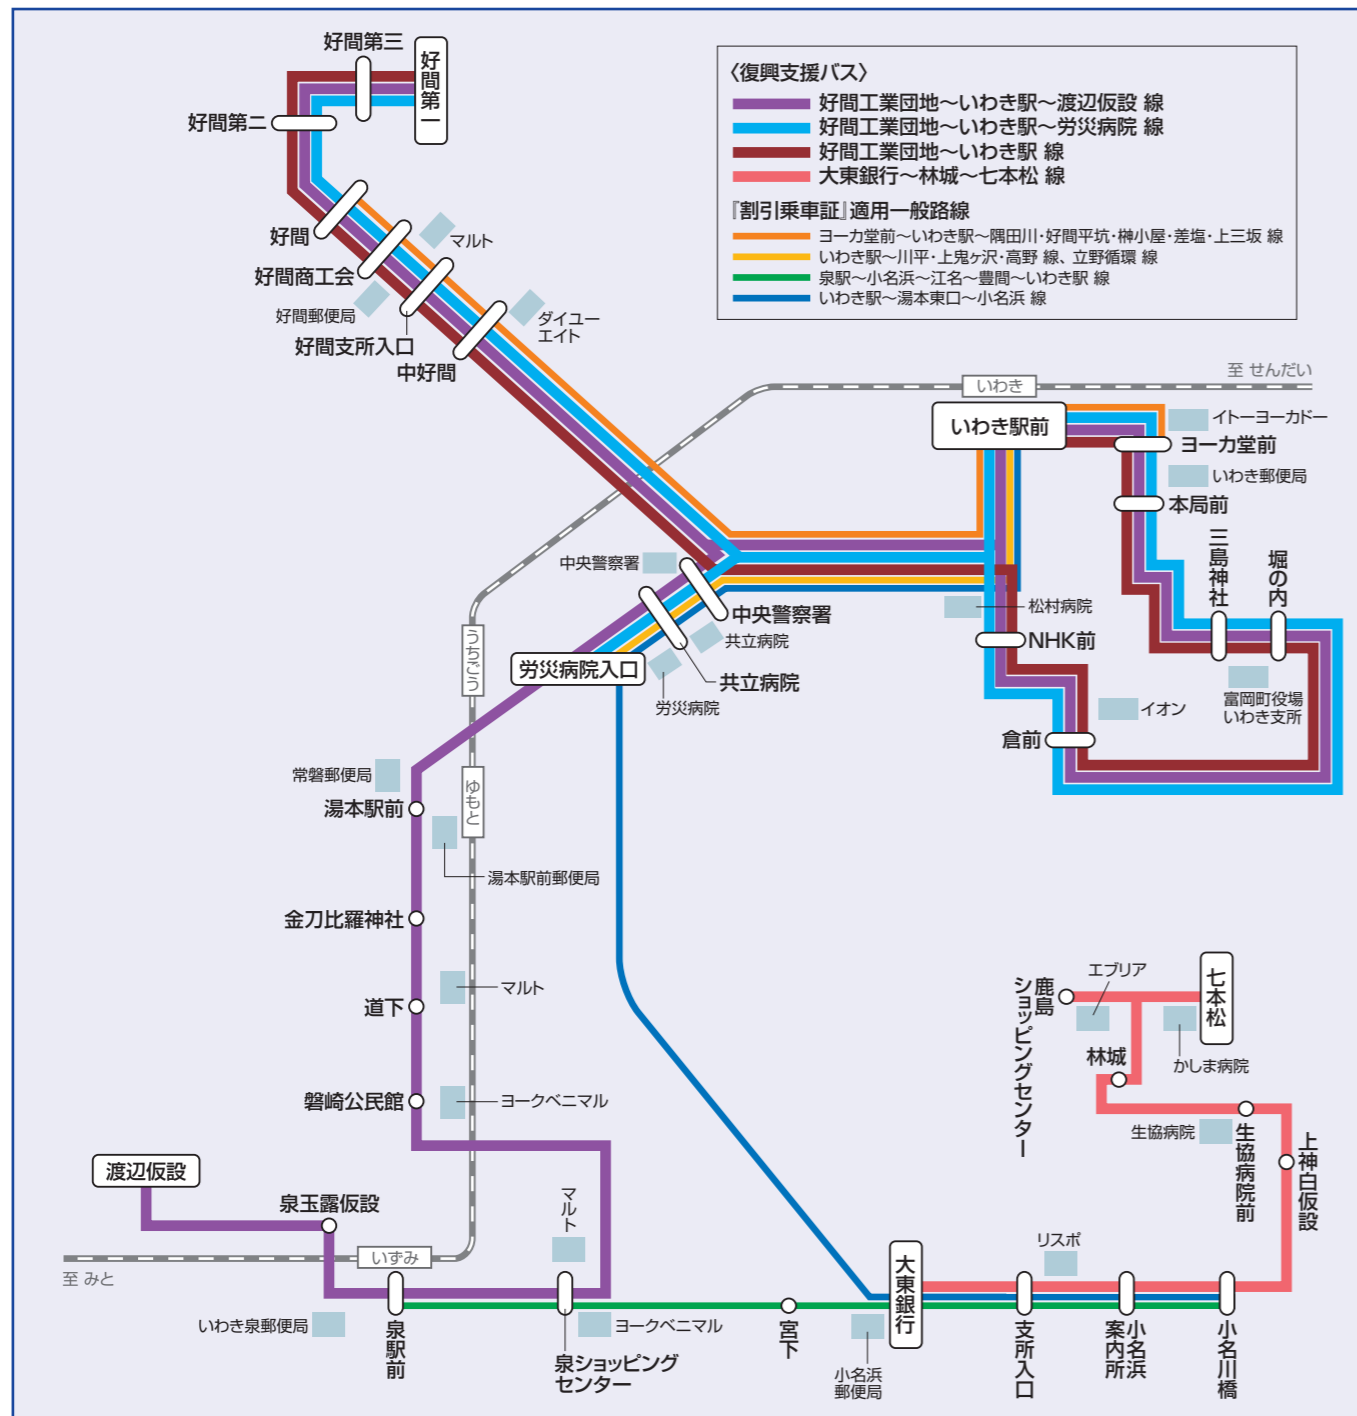 好間第三
好間第一
好間第二
〈復興支援バス〉
好間工業団地〜いわき駅〜渡辺仮設 線
好間工業団地〜いわき駅〜労災病院 線
好間工業団地〜いわき駅 線
大東銀行〜林城〜七本松 線
『割引乗車証』適用一般路線
ヨーカ堂前〜いわき駅〜隅田川・好間平坑・榊小屋・差塩・上三坂 線
いわき駅〜川平・上鬼ヶ沢・高野 線、立野循環 線
泉駅〜小名浜〜江名〜豊間〜いわき駅 線
いわき駅〜湯本東口〜小名浜 線
好間
マルト
好間商工会
好間郵便局
好間支所入口
ダイユー
エイト
中好間
至 せんだい
いわき
いわき駅前
イトーヨーカドー
ヨーカ堂前
いわき郵便局
本局前
三島神社
堀の内
中央警察署
中央警察署
松村病院
NHK前
共立病院
共立病院
うちごう
労災病院入口
労災病院
イオン
富岡町役場
いわき支所
倉前
常磐郵便局
ゆもと
湯本駅前
湯本駅前郵便局
金刀比羅神社
マルト
道下
エブリア
七本松
鹿島
ショッピングセンター
林城
かしま病院
磐崎公民館
ヨークベニマル
生協病院
生協病院前
上神白仮設
渡辺仮設
泉玉露仮設
マルト
いずみ
至 みと
大東銀行
リスポ
いわき泉郵便局
泉駅前
ヨークベニマル
泉ショッピング
センター
宮下
小名浜
郵便局
支所入口
小名浜
案内所
小名川橋